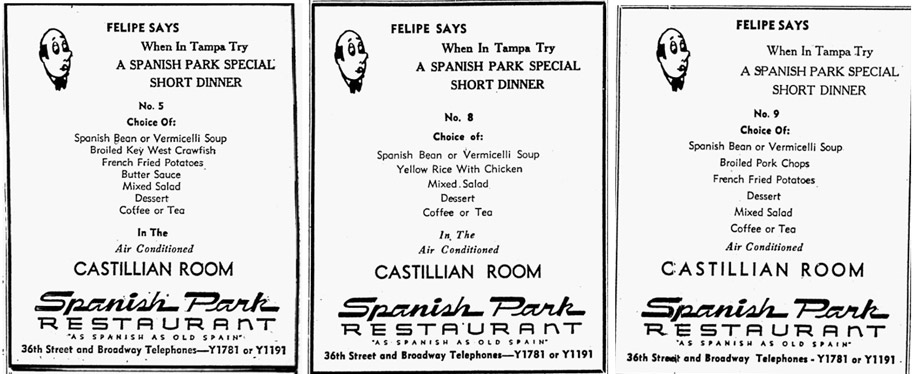 FELIPE SAYS
When In Tampa Try
A SPANISH PARK SPECIAL
SHORT DINNER
No. 5
Choice Of:
Spanish Bean or Vermicelli Soup
Broiled Key West Crawfish
French Fried Potatoes
Butter Sauce
Mixed Salad
Dessert
Coffee or Tea
In The
Air Conditioned
CASTILLIAN ROOM
Spanish Park
RESTAURANT
"AS SPANISH AS OLD SPAIN"
36th Street and Broadway Telephones—Y1781 or Y1191
FELIPE SAYS
When In Tampa Try
A SPANISH PARK SPECIAL
SHORT DINNER
No. 8
Choice of:
Spanish Bean or Vermicelli Soup
Yellow Rice With Chicken
Mixed Salad
Dessert
Coffee or Tea
In The
Air Conditioned
CASTILLIAN ROOM
Spanish Park
RESTAURANT
"AS SPANISH AS OLD SPAIN"
36th Street and Broadway Telephones—Y1781 or Y1191
FELIPE SAYS
When In Tampa Try
A SPANISH PARK SPECIAL
SHORT DINNER
No. 9
Choice Of:
Spanish Bean or Vermicelli Soup
Broiled Pork Chops
French Fried Potatoes
Dessert
Mixed Salad
Coffee or Tea
Air Conditioned
CASTILLIAN ROOM
Spanish Park
RESTAURANT
"AS SPANISH AS OLD SPAIN"
36th Street and Broadway Telephones - Y1781 or Y1191